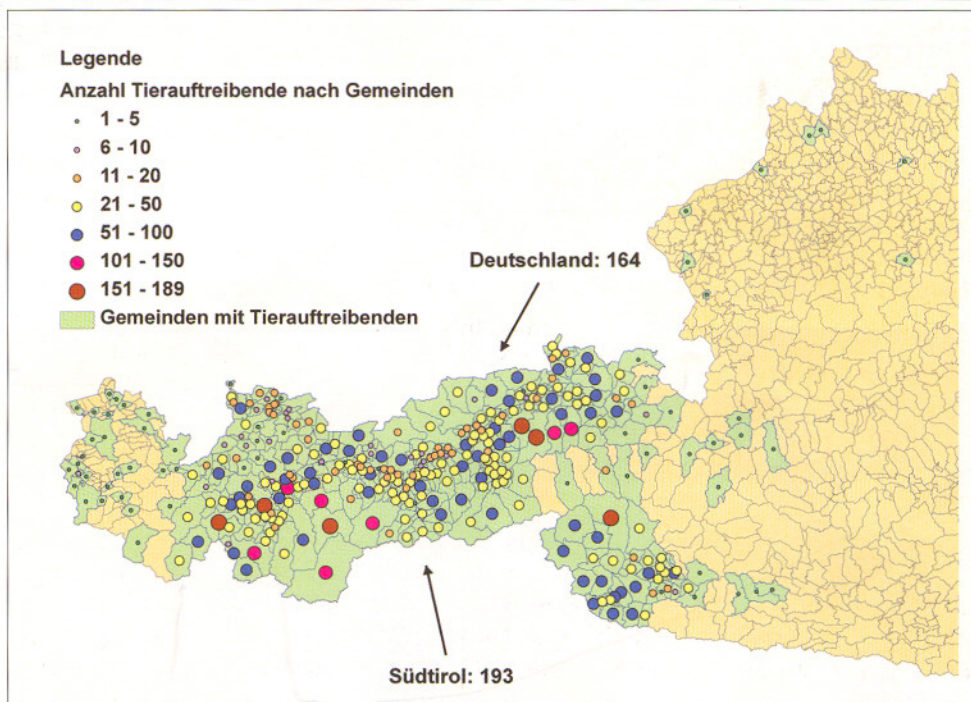 Legende
Anzahl Tierauftreibende nach Gemeinden
1 - 5
6 - 10
11 - 20
21 - 50
51 - 100
101 - 150
151 - 189
Gemeinden mit Tierauftreibenden
Deutschland: 164
Südtirol: 193